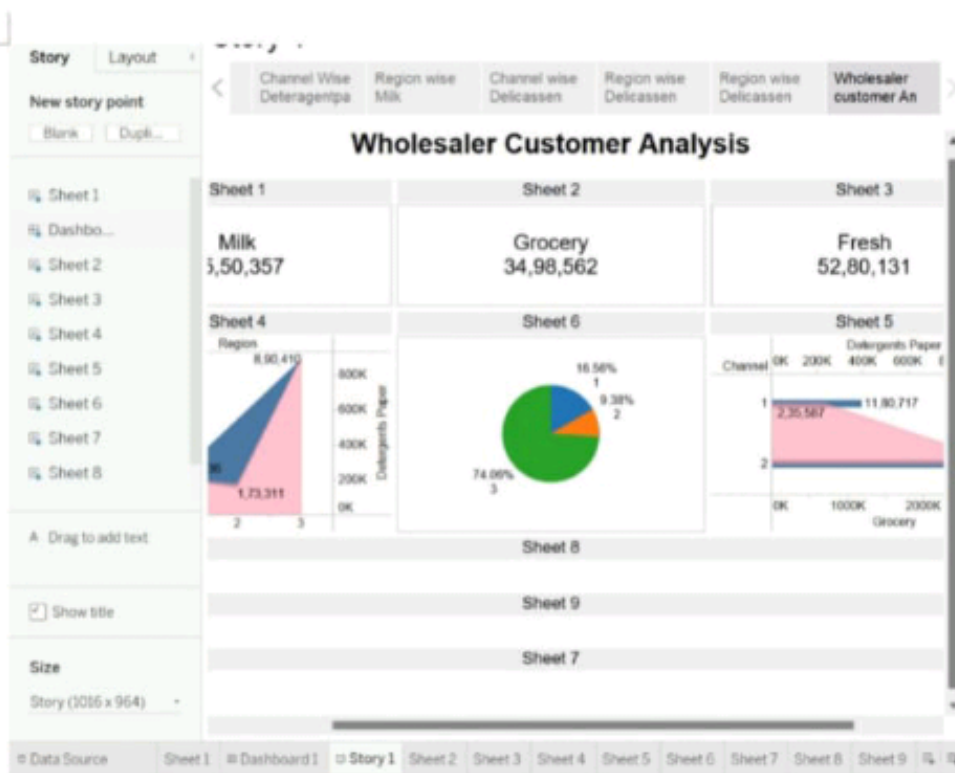 Story
Layout
New story point
Blank
Dupli...
Sheet 1
Dashbo...
Sheet 2
Sheet 3
Sheet 4
Sheet 5
Sheet 6
Sheet 7
Sheet 8
A Drag to add text
Show title
Size
Story (1016 x 964)
Channel Wise
Deteragentpa
Region wise
Milk
Channel wise
Delicassen
Region wise
Delicassen
Region wise
Delicassen
Wholesaler
customer An
Wholesaler Customer Analysis
Sheet 1
Milk
5,50,357
Sheet 2
Grocery
34,98,562
Sheet 3
Fresh
52,80,131
Sheet 4
Region
8,90,410
1,73,311
800K
600K
400K
200K
0K
Detergents Paper
2
3
Sheet 6
16.56%
1
9.38%
2
74.06%
3
Sheet 5
Detergents Paper
Channel
0K 200K 400K 600K
1
11,80,717
2,35,587
2
0K 1000K 2000K
Grocery
Sheet 8
Sheet 9
Sheet 7
Data Source Sheet 1 Dashboard 1 Story 1 Sheet 2 Sheet 3 Sheet 4 Sheet 5 Sheet 6 Sheet 7 Sheet 8 Sheet 9